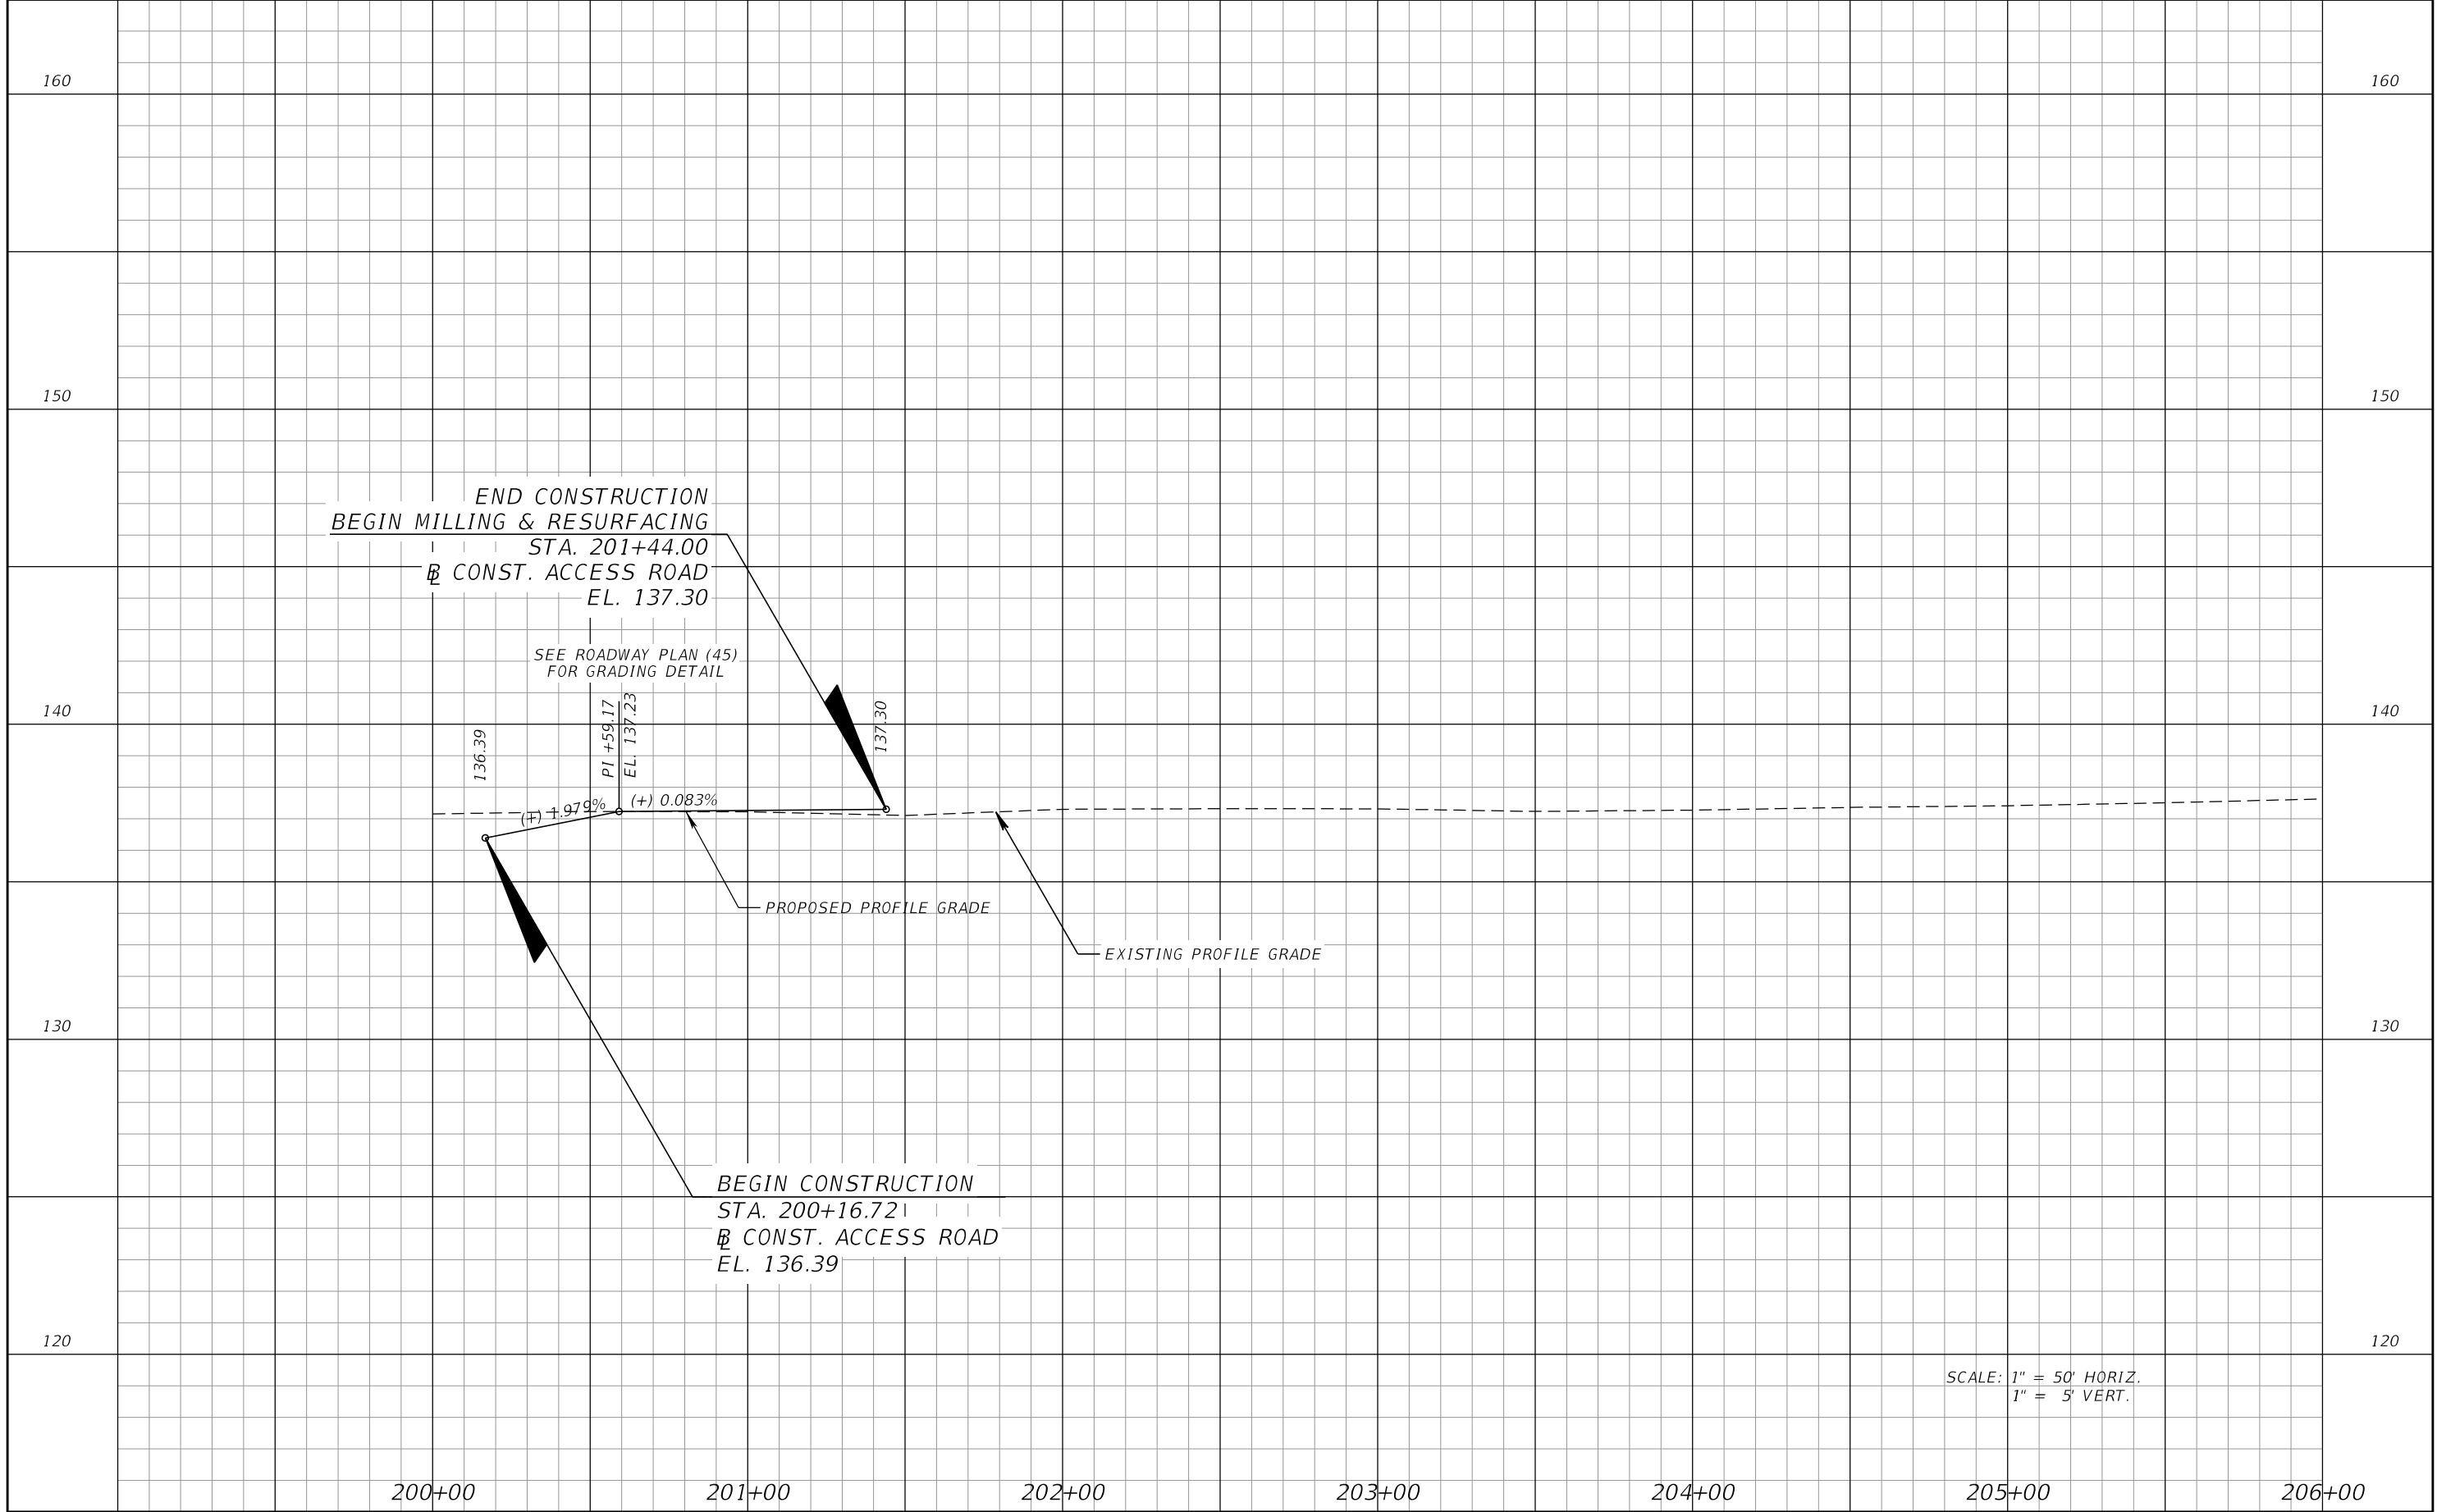 160 160
150 150
END CONSTRUCTION
BEGIN MILLING & RESURFACING
STA. 201+44.00
BL CONST. ACCESS ROAD
EL. 137.30
SEE ROADWAY PLAN (45)
FOR GRADING DETAIL
140 140
136.39
PI +59.17
EL. 137.23
137.30
(+) 1.979%
(+) 0.083%
PROPOSED PROFILE GRADE
EXISTING PROFILE GRADE
130 130
BEGIN CONSTRUCTION
STA. 200+16.72
BL CONST. ACCESS ROAD
EL. 136.39
120 120
SCALE: 1" = 50' HORIZ.
1" = 5' VERT.
200+00 201+00 202+00 203+00 204+00 205+00 206+00